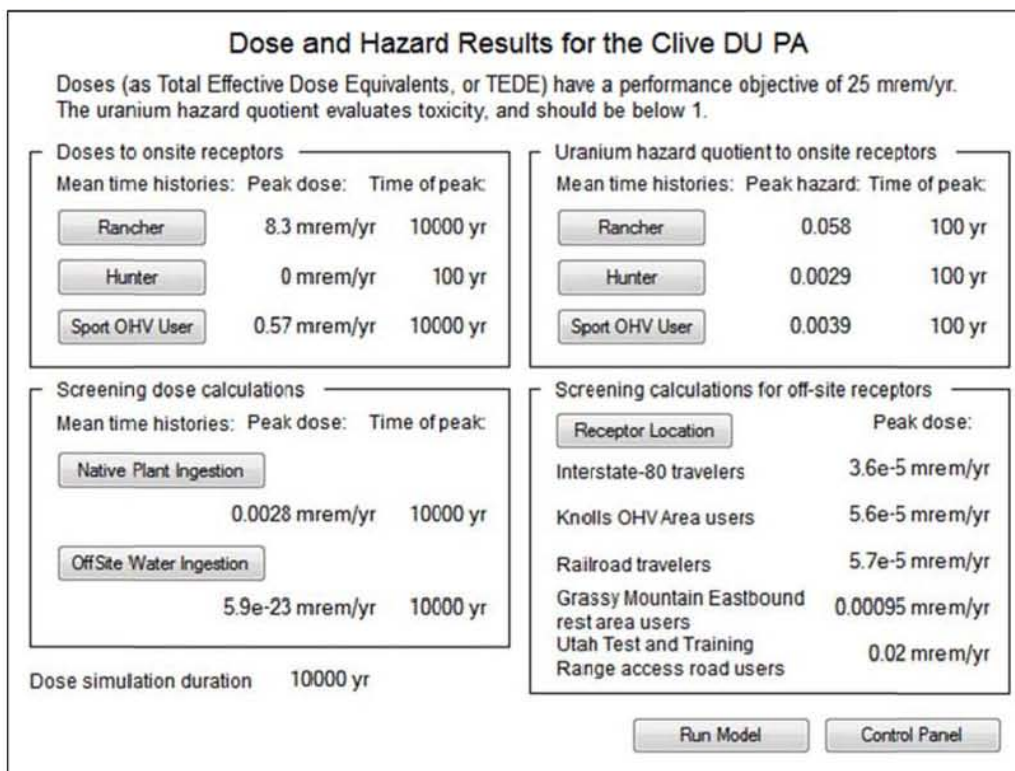 Dose and Hazard Results for the Clive DU PA
Doses (as Total Effective Dose Equivalents, or TEDE) have a performance objective of 25 mrem/yr.
The uranium hazard quotient evaluates toxicity, and should be below 1.
Doses to onsite receptors
Mean time histories: Peak dose: Time of peak:
Rancher 8.3 mrem/yr 10000 yr
Hunter 0 mrem/yr 100 yr
Sport OHV User 0.57 mrem/yr 10000 yr
Uranium hazard quotient to onsite receptors
Mean time histories: Peak hazard: Time of peak:
Rancher 0.058 100 yr
Hunter 0.0029 100 yr
Sport OHV User 0.0039 100 yr
Screening dose calculations
Mean time histories: Peak dose: Time of peak:
Native Plant Ingestion
0.0028 mrem/yr 10000 yr
OffSite Water Ingestion
5.9e-23 mrem/yr 10000 yr
Screening calculations for off-site receptors
Receptor Location Peak dose:
Interstate-80 travelers 3.6e-5 mrem/yr
Knolls OHV Area users 5.6e-5 mrem/yr
Railroad travelers 5.7e-5 mrem/yr
Grassy Mountain Eastbound
rest area users 0.00095 mrem/yr
Utah Test and Training
Range access road users 0.02 mrem/yr
Dose simulation duration 10000 yr
Run Model Control Panel